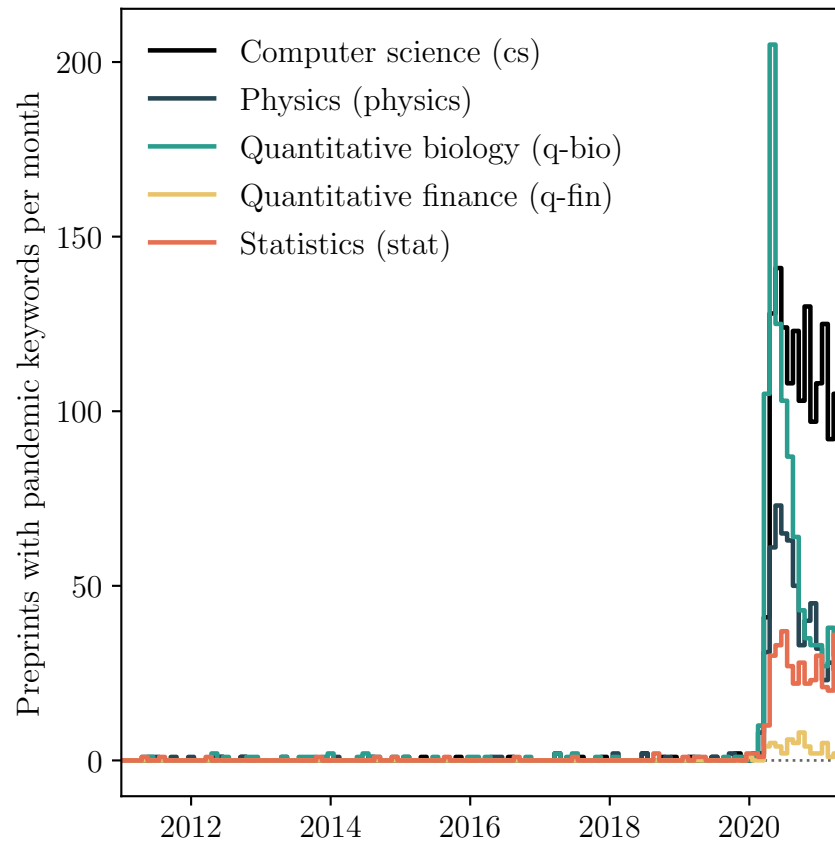 Preprints with pandemic keywords per month
200
150
100
50
0
Computer science (cs)
Physics (physics)
Quantitative biology (q-bio)
Quantitative finance (q-fin)
Statistics (stat)
2012
2014
2016
2018
2020